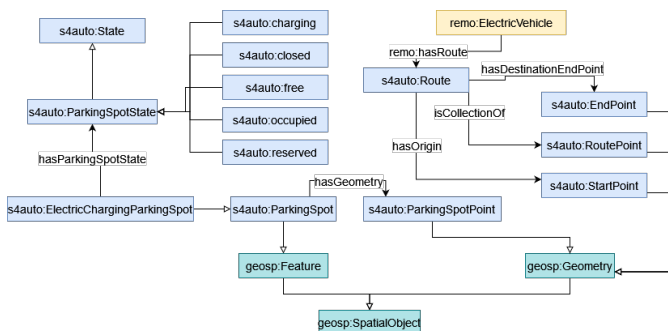 s4auto:charging
remo:ElectricVehicle
s4auto:State
s4auto:closed
remo:hasRoute
hasDestinationEndPoint
s4auto:free
s4auto:Route
s4auto:ParkingSpotState
s4auto:EndPoint
isCollectionOf
s4auto:occupied
hasOrigin
s4auto:RoutePoint
s4auto:reserved
hasParkingSpotState
hasGeometry
s4auto:StartPoint
s4auto:ElectricChargingParkingSpot
s4auto:ParkingSpot
s4auto:ParkingSpotPoint
geosp:Feature
geosp:Geometry
geosp:SpatialObject